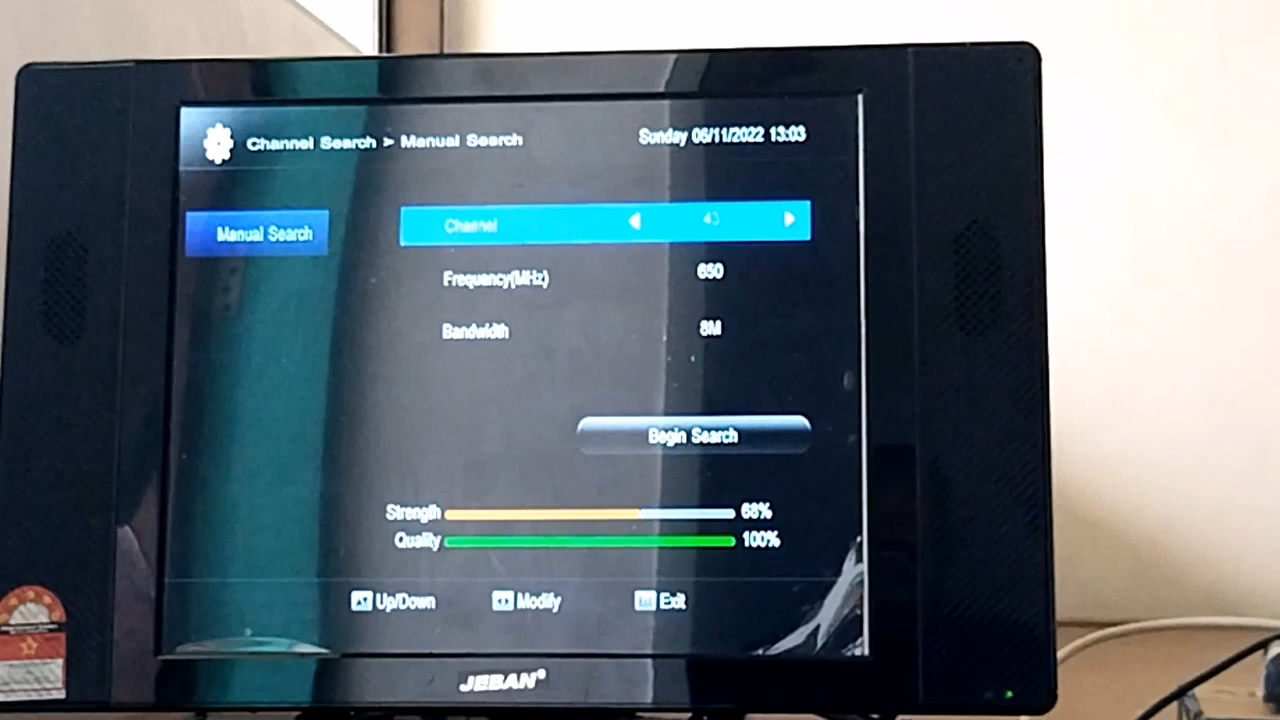 Channel Search > Manual Search
Sunday 06/11/2022 13:03
Manual Search
Channel 43
Frequency(MHz) 650
Bandwidth 8M
Begin Search
Strength 68%
Quality 100%
Up/Down Modify Exit
JEBAN®